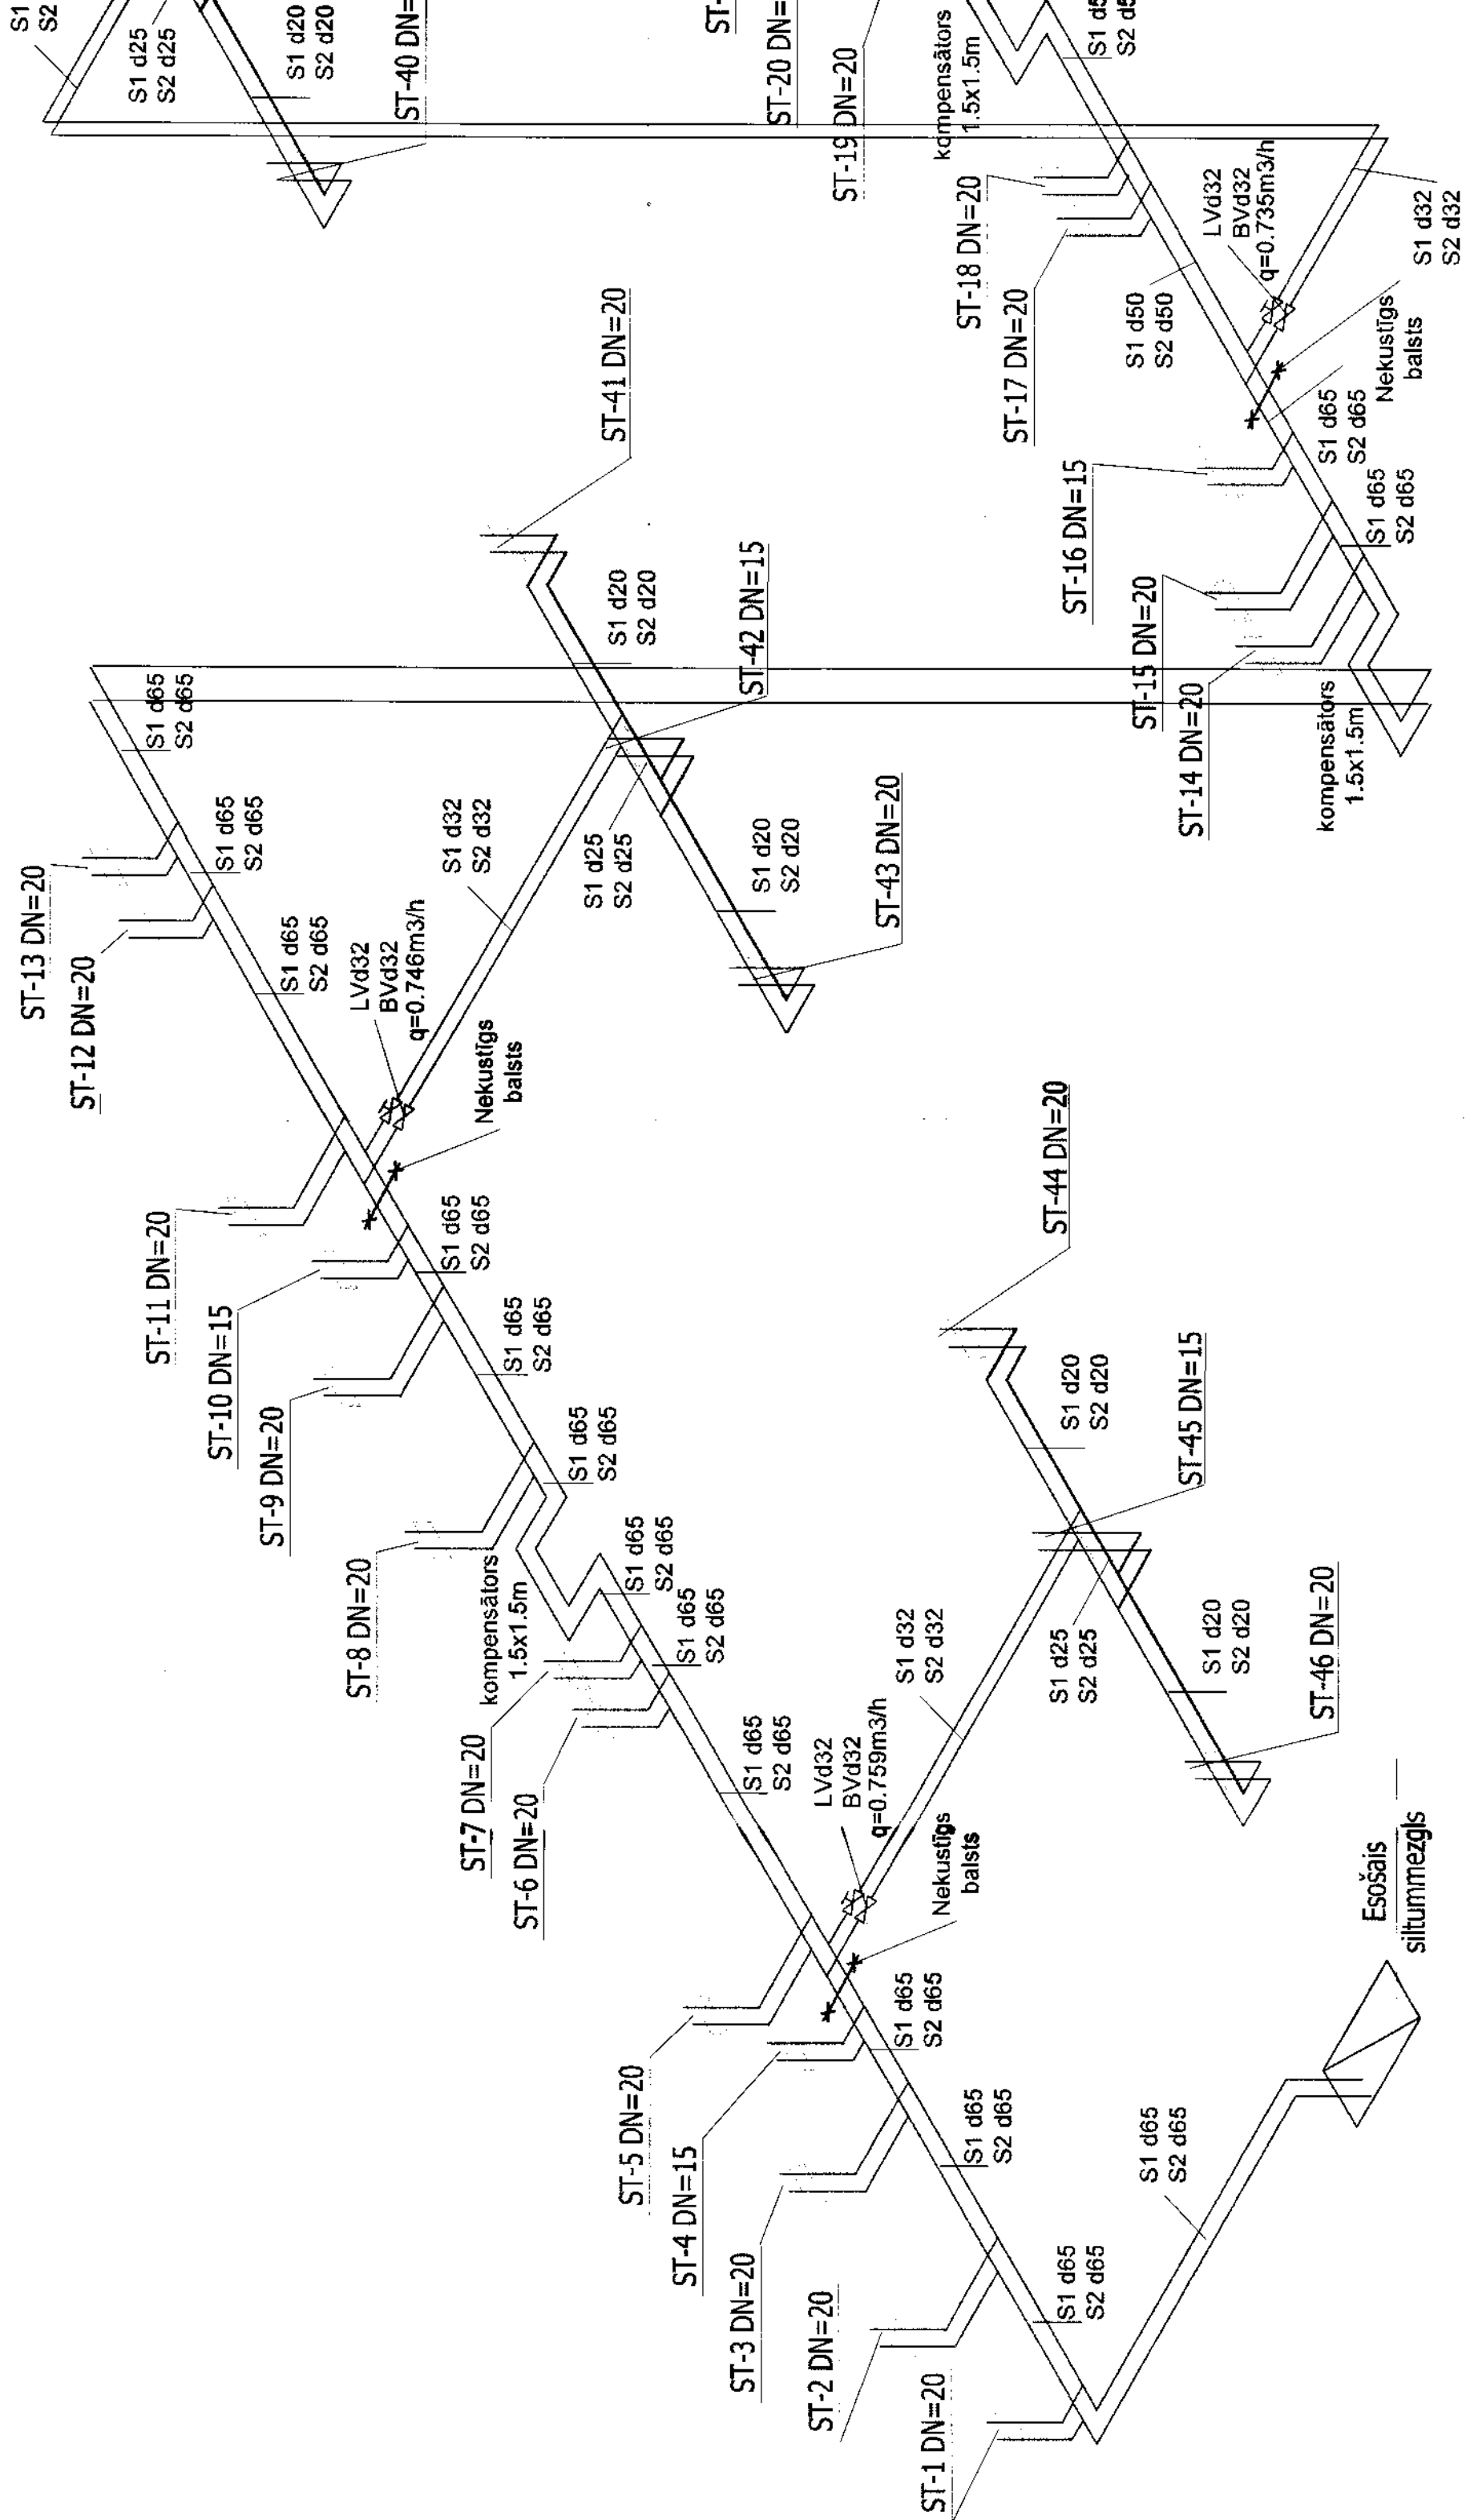 S1
S2
S1 d25
S2 d25
S1 d20
S2 d20
ST-40 DN=
ST-
ST-20 DN=
ST-19 DN=20
kompensātors
1.5x1.5m
S1 d5
S2 d5
ST-18 DN=20
ST-17 DN=20
S1 d50
S2 d50
LVd32
BVd32
q=0.735m3/h
S1 d32
S2 d32
Nekustīgs
balsts
S1 d65
S2 d65
ST-16 DN=15
S1 d65
S2 d65
ST-15 DN=20
ST-14 DN=20
kompensātors
1.5x1.5m
ST-41 DN=20
S1 d20
S2 d20
ST-42 DN=15
S1 d25
S2 d25
S1 d20
S2 d20
ST-43 DN=20
S1 d32
S2 d32
LVd32
BVd32
q=0.746m3/h
Nekustīgs
balsts
S1 d65
S2 d65
ST-13 DN=20
S1 d65
S2 d65
ST-12 DN=20
S1 d65
S2 d65
ST-11 DN=20
ST-10 DN=15
S1 d65
S2 d65
ST-9 DN=20
S1 d65
S2 d65
S1 d65
S2 d65
ST-8 DN=20
kompensātors
1.5x1.5m
S1 d65
S2 d65
S1 d65
S2 d65
ST-7 DN=20
ST-6 DN=20
S1 d65
S2 d65
LVd32
BVd32
q=0.759m3/h
Nekustīgs
balsts
S1 d32
S2 d32
ST-44 DN=20
S1 d20
S2 d20
ST-45 DN=15
S1 d25
S2 d25
S1 d20
S2 d20
ST-46 DN=20
ST-5 DN=20
ST-4 DN=15
S1 d65
S2 d65
ST-3 DN=20
S1 d65
S2 d65
ST-2 DN=20
S1 d65
S2 d65
ST-1 DN=20
S1 d65
S2 d65
Esošais
siltummezgls